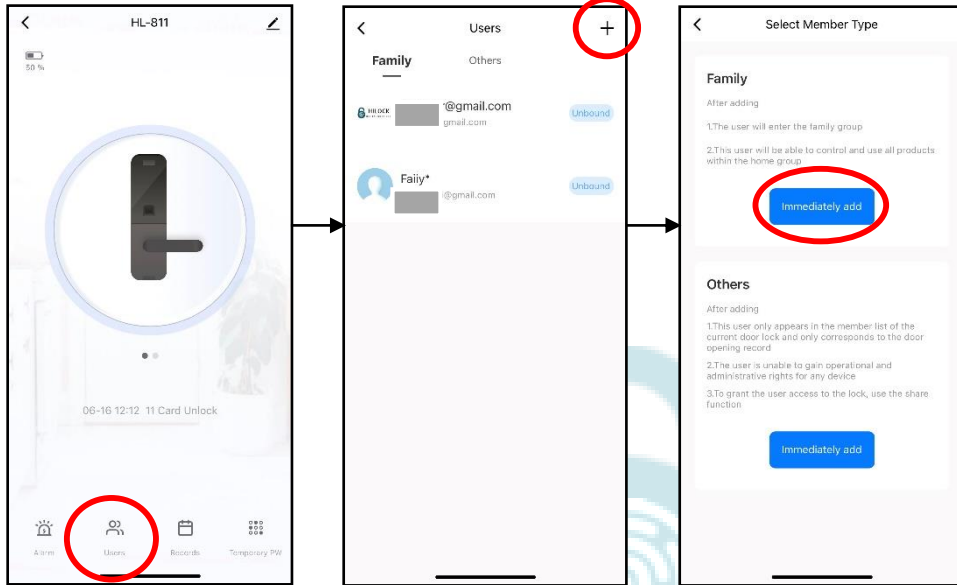 HL-811
58 %
06-16 12:12 11 Card Unlock
Alarm
Users
Records
Temporary PW
Users
Family
Others
HILOCK
@gmail.com
gmail.com
Unbound
Faiiy*
@gmail.com
Unbound
Select Member Type
Family
After adding
1.The user will enter the family group
2.This user will be able to control and use all products
within the home group
Immediately add
Others
After adding
1.This user only appears in the member list of the
current door lock and only corresponds to the door
opening record
2.The user is unable to gain operational and
administrative rights for any device
3.To grant the user access to the lock, use the share
function
Immediately add